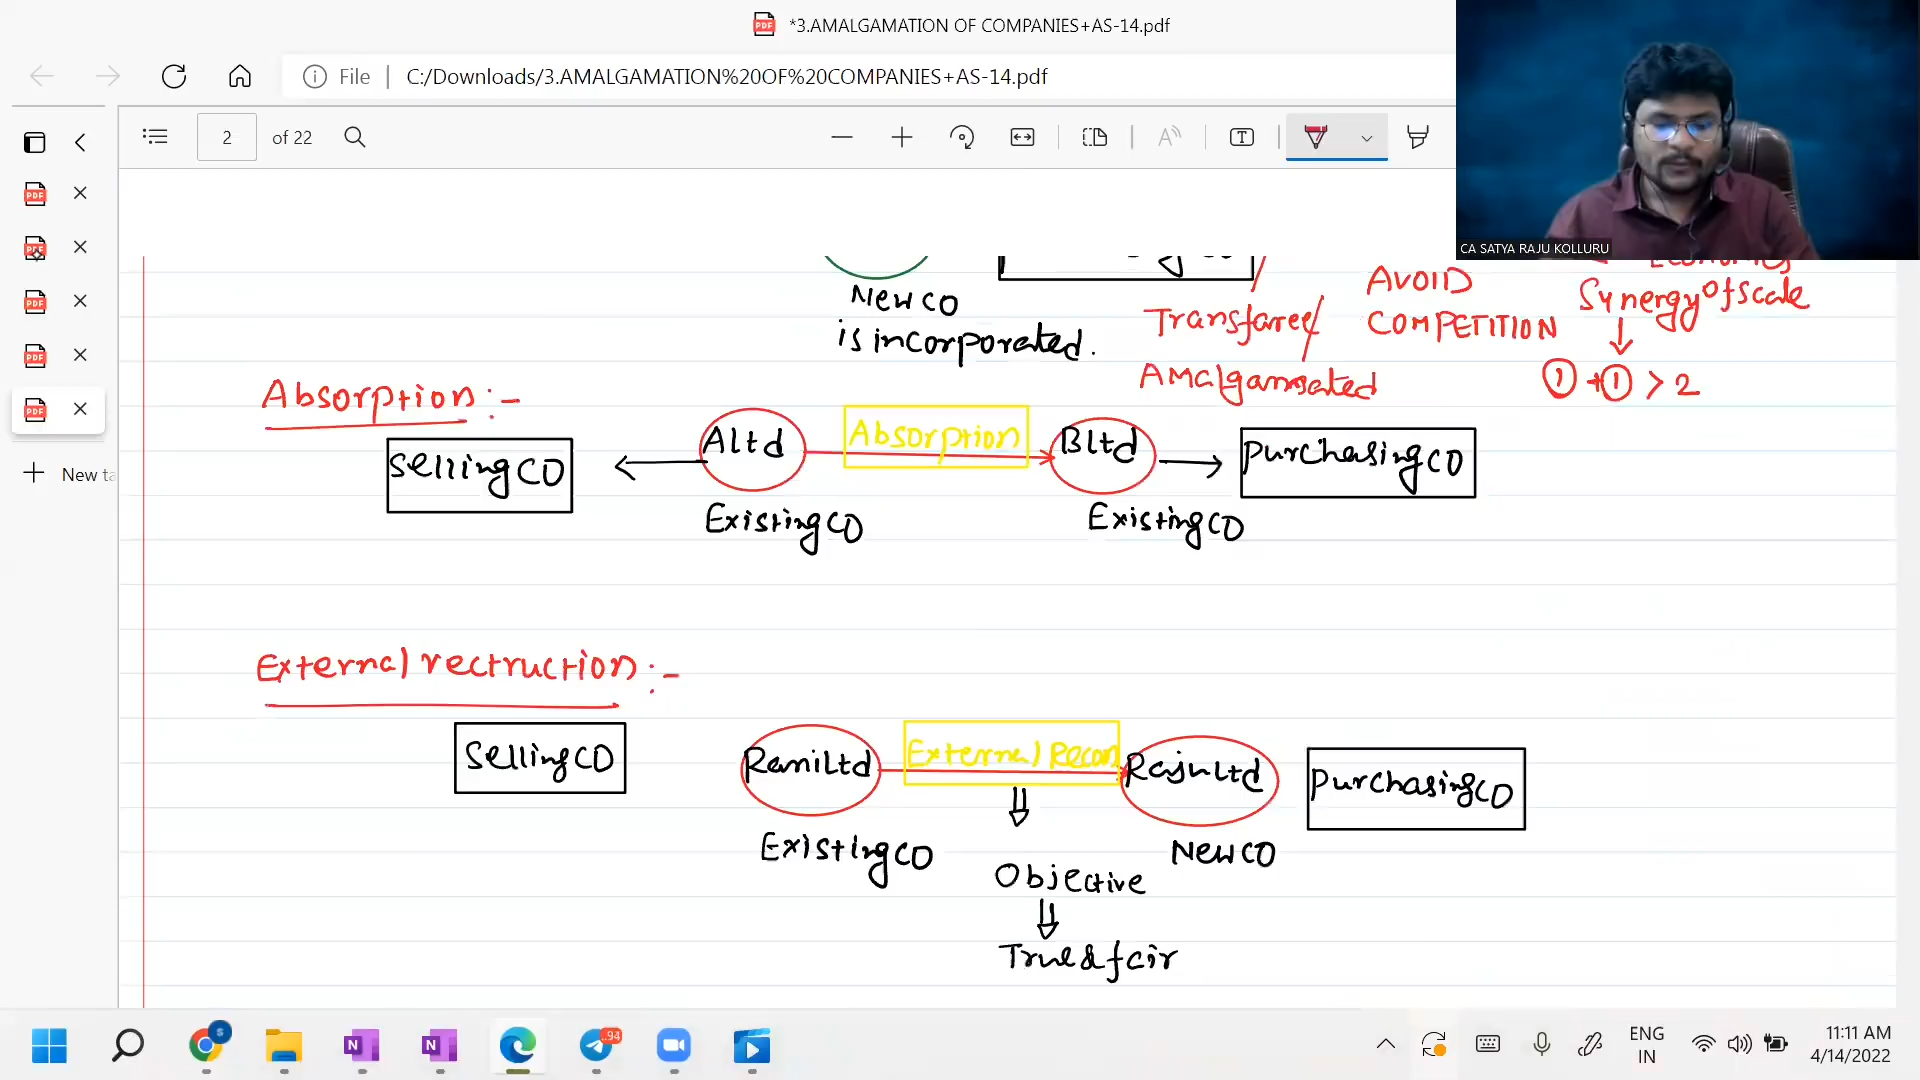 *3.AMALGAMATION OF COMPANIES+AS-14.pdf
File
C:/Downloads/3.AMALGAMATION%20OF%20COMPANIES+AS-14.pdf
2 of 22
CA SATYA RAJU KOLLURU
New ta
New CO
is incorporated.
Transfaree/
Amalgamated
AVOID
COMPETITION
Synergy of scale
1 + 1 > 2
Absorption :-
Selling CO
A Ltd
Absorption
B Ltd
purchasing CO
Existing CO
Existing CO
External rectruction :-
Selling CO
Rami Ltd
External Recon
Raju Ltd
purchasing CO
Existing CO
New CO
Objective
True & fair
94
ENG
IN
11:11 AM
4/14/2022